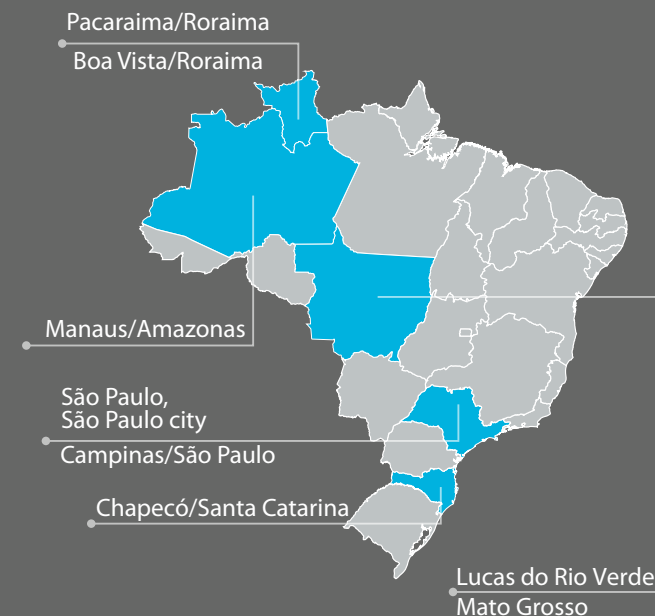 Pacaraima/Roraima
Boa Vista/Roraima
Manaus/Amazonas
São Paulo,
São Paulo city
Campinas/São Paulo
Chapecó/Santa Catarina
Lucas do Rio Verde
Mato Grosso